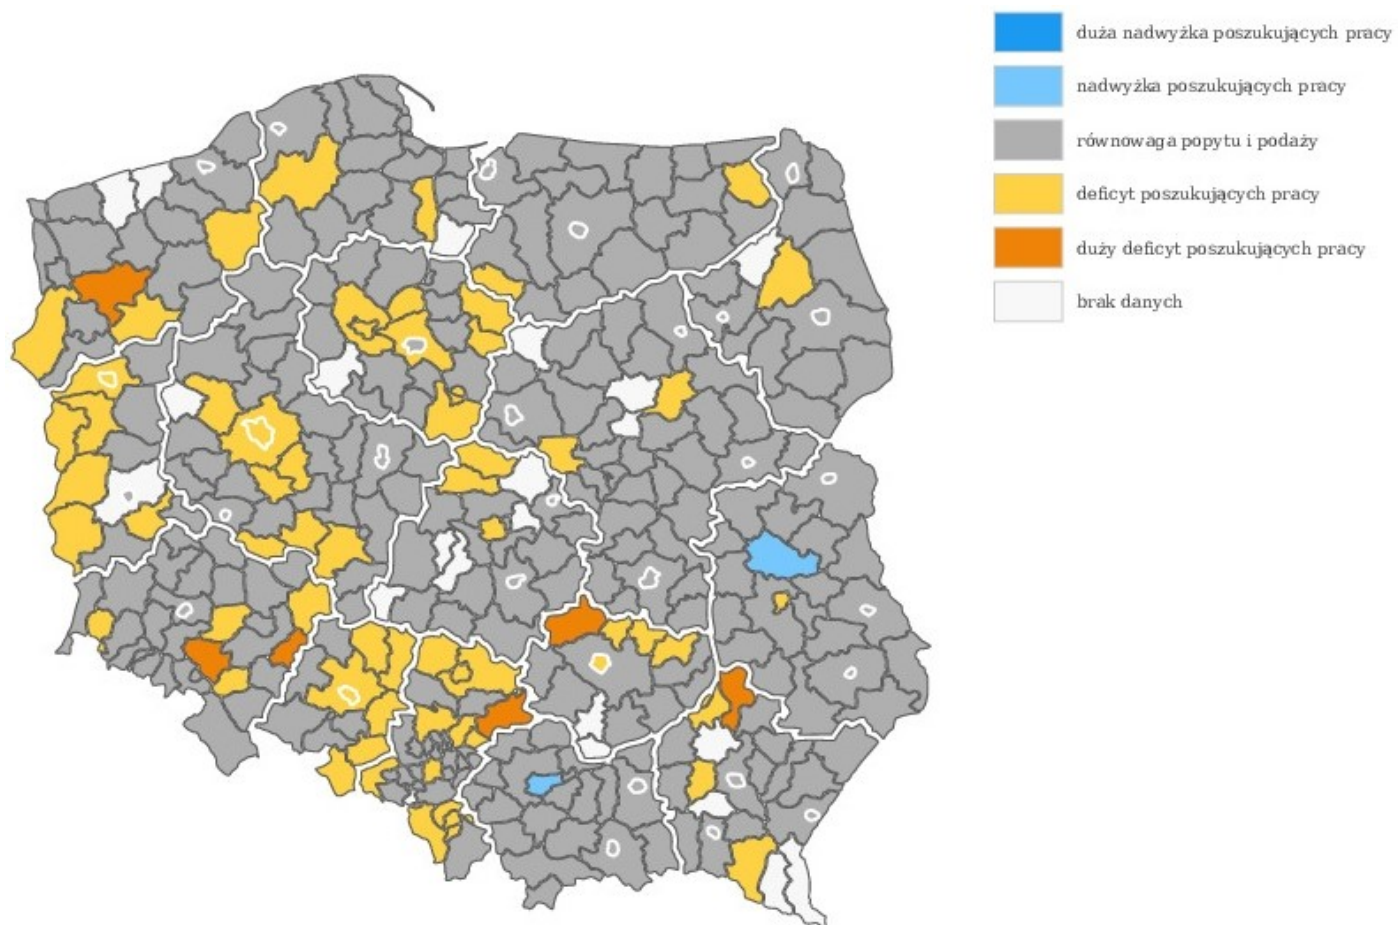 duża nadwyżka poszukujących pracy
nadwyżka poszukujących pracy
równowaga popytu i podaży
deficyt poszukujących pracy
duży deficyt poszukujących pracy
brak danych